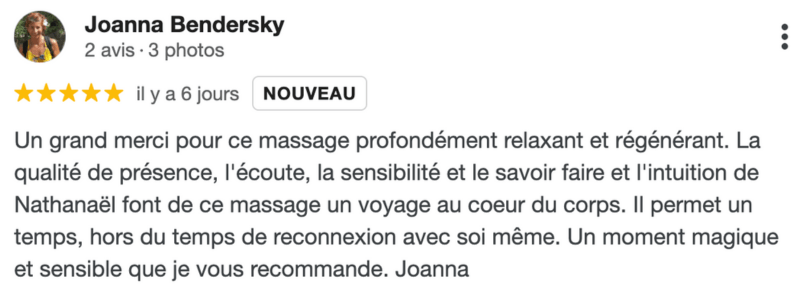 Joanna Bendersky
2 avis · 3 photos
il y a 6 jours NOUVEAU
Un grand merci pour ce massage profondément relaxant et régénérant. La
qualité de présence, l'écoute, la sensibilité et le savoir faire et l'intuition de
Nathanaël font de ce massage un voyage au coeur du corps. Il permet un
temps, hors du temps de reconnexion avec soi même. Un moment magique
et sensible que je vous recommande. Joanna